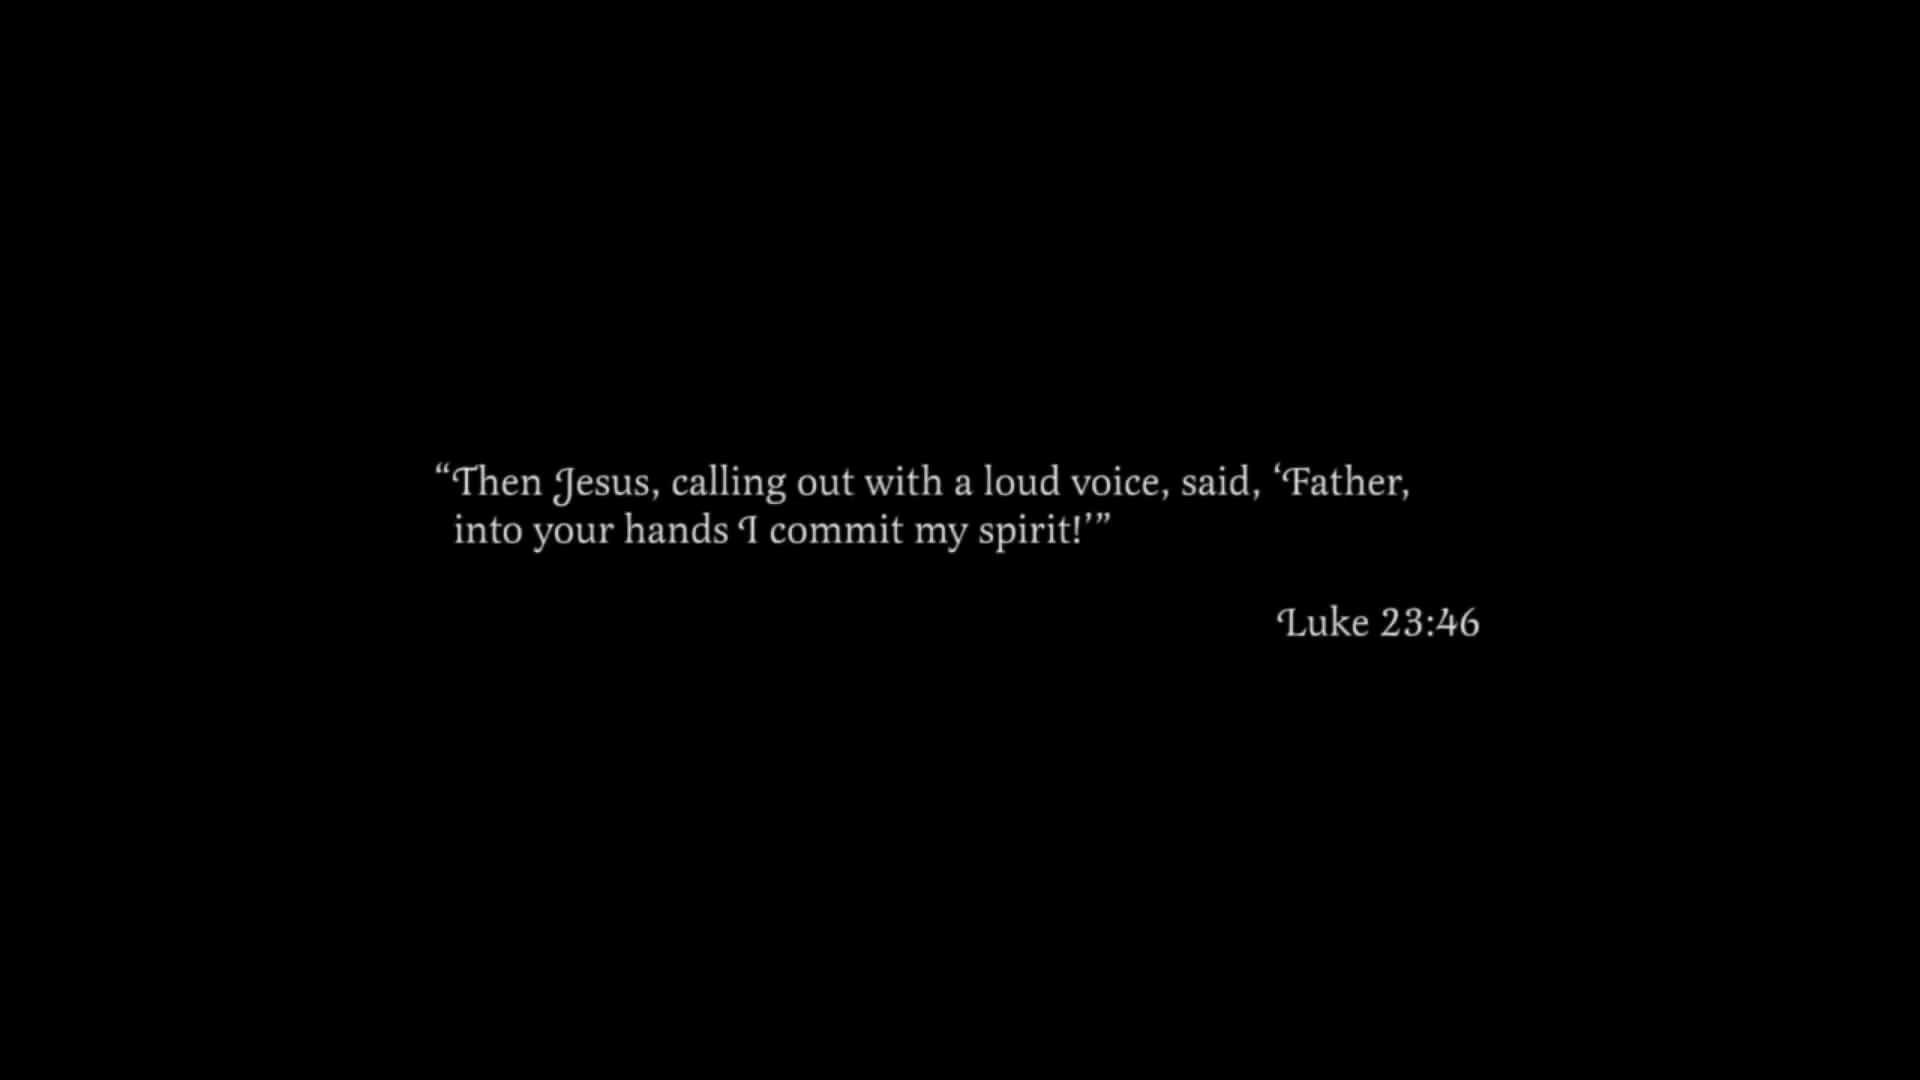 “Then Jesus, calling out with a loud voice, said, ‘Father,
into your hands I commit my spirit!’”
Luke 23:46